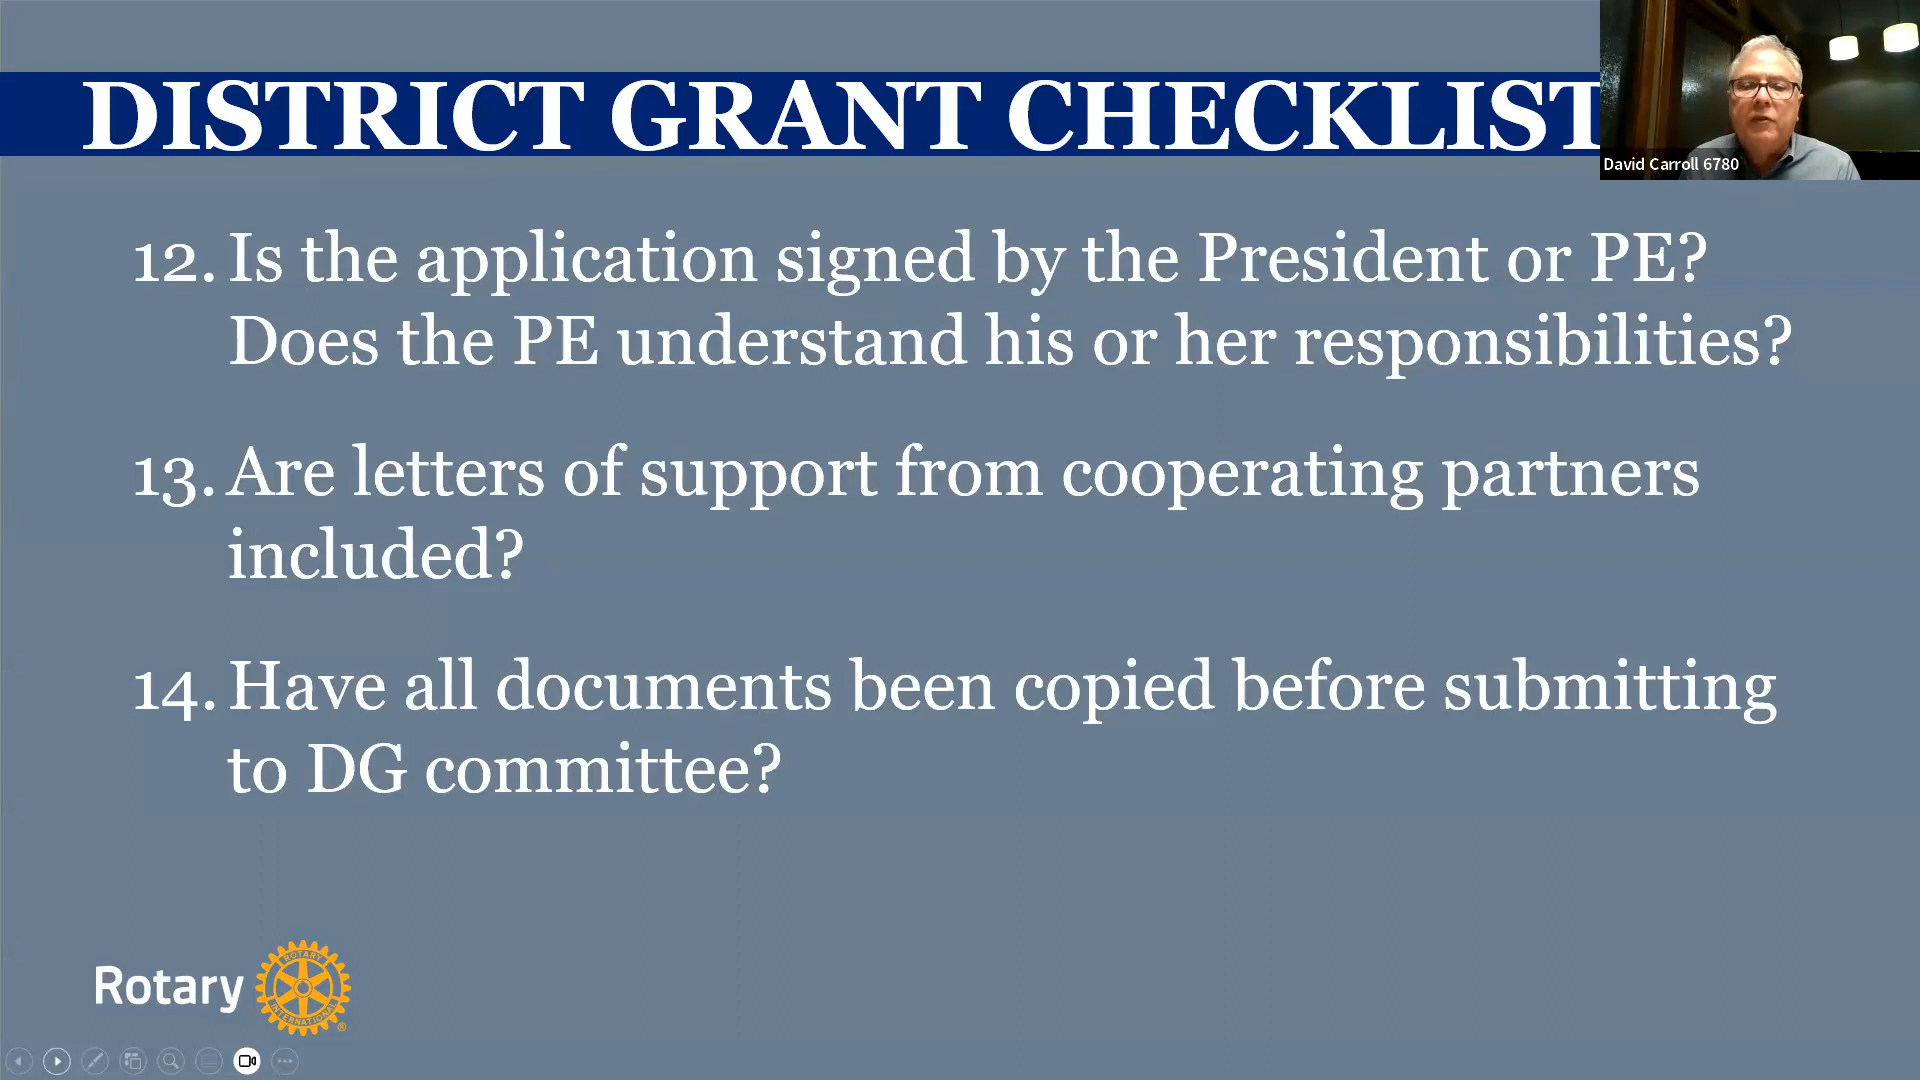 DISTRICT GRANT CHECKLIST
David Carroll 6780
12. Is the application signed by the President or PE?
Does the PE understand his or her responsibilities?
13. Are letters of support from cooperating partners
included?
14. Have all documents been copied before submitting
to DG committee?
Rotary
ROTARY
INTERNATIONAL
®